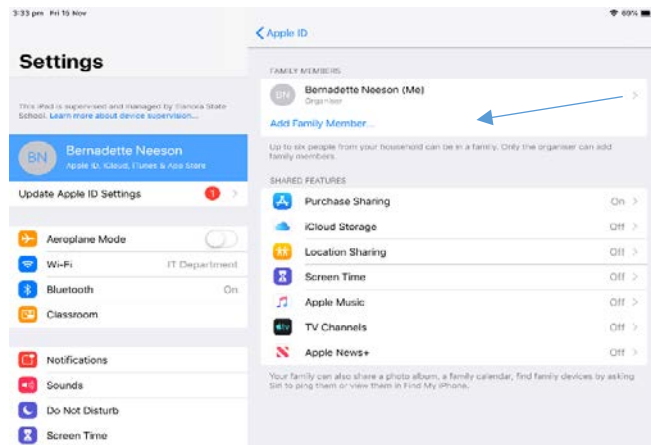 3:33 pm Fri 15 Nov
69%
Settings
This iPad is supervised and managed by Elanora State
School. Learn more about device supervision...
BN
Bernadette Neeson
Apple ID, iCloud, iTunes & App Store
Update Apple ID Settings
1
Aeroplane Mode
Wi-Fi
IT Department
Bluetooth
On
Classroom
Notifications
Sounds
Do Not Disturb
Screen Time
Apple ID
FAMILY MEMBERS
BN
Bernadette Neeson (Me)
Organiser
Add Family Member...
Up to six people from your household can be in a family. Only the organiser can add
family members.
SHARED FEATURES
Purchase Sharing
On
iCloud Storage
Off
Location Sharing
Off
Screen Time
Off
Apple Music
Off
tv
TV Channels
Off
Apple News+
Off
Your family can also share a photo album, a family calendar, find family devices by asking
Siri to ping them or view them in Find My iPhone.